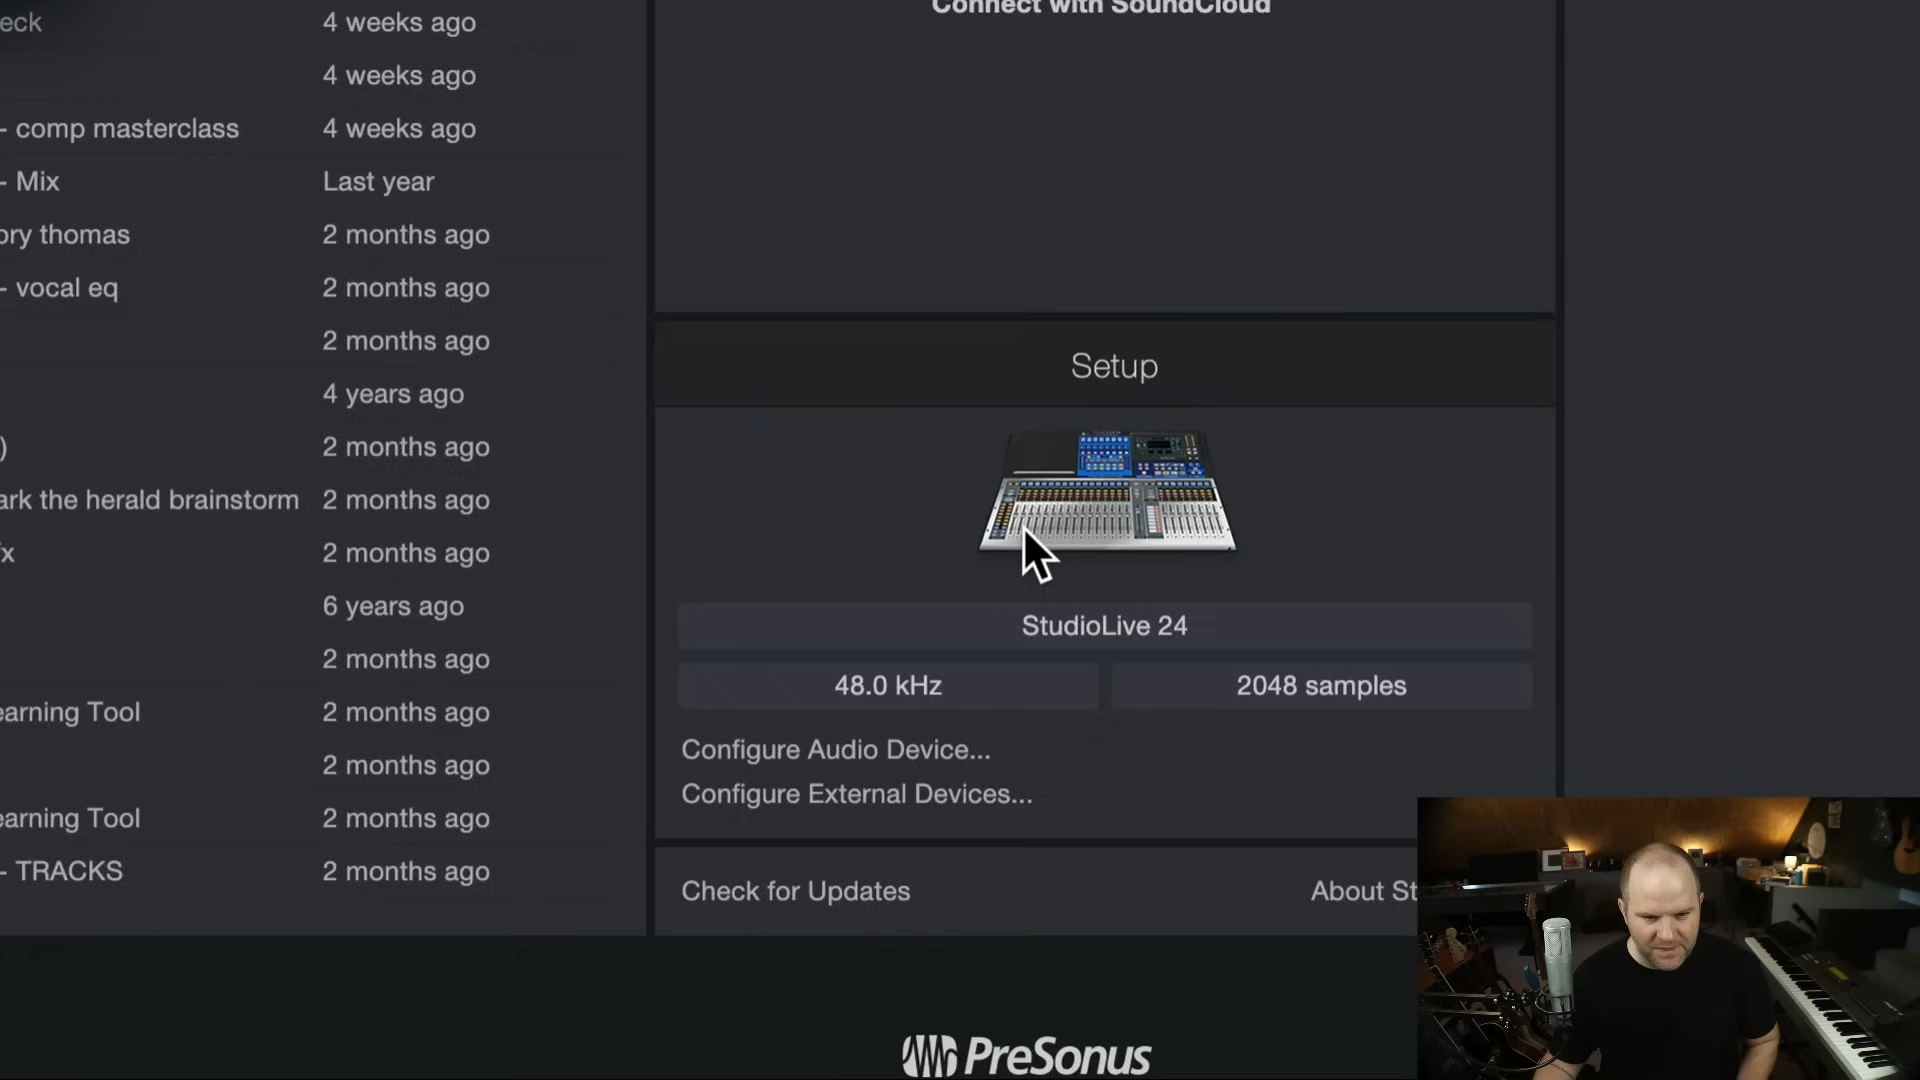 eck 4 weeks ago
4 weeks ago
- comp masterclass 4 weeks ago
- Mix Last year
ory thomas 2 months ago
- vocal eq 2 months ago
2 months ago
4 years ago
) 2 months ago
ark the herald brainstorm 2 months ago
fx 2 months ago
6 years ago
2 months ago
earning Tool 2 months ago
2 months ago
earning Tool 2 months ago
- TRACKS 2 months ago
Connect with SoundCloud
Setup
StudioLive 24
48.0 kHz 2048 samples
Configure Audio Device...
Configure External Devices...
Check for Updates About St
PreSonus